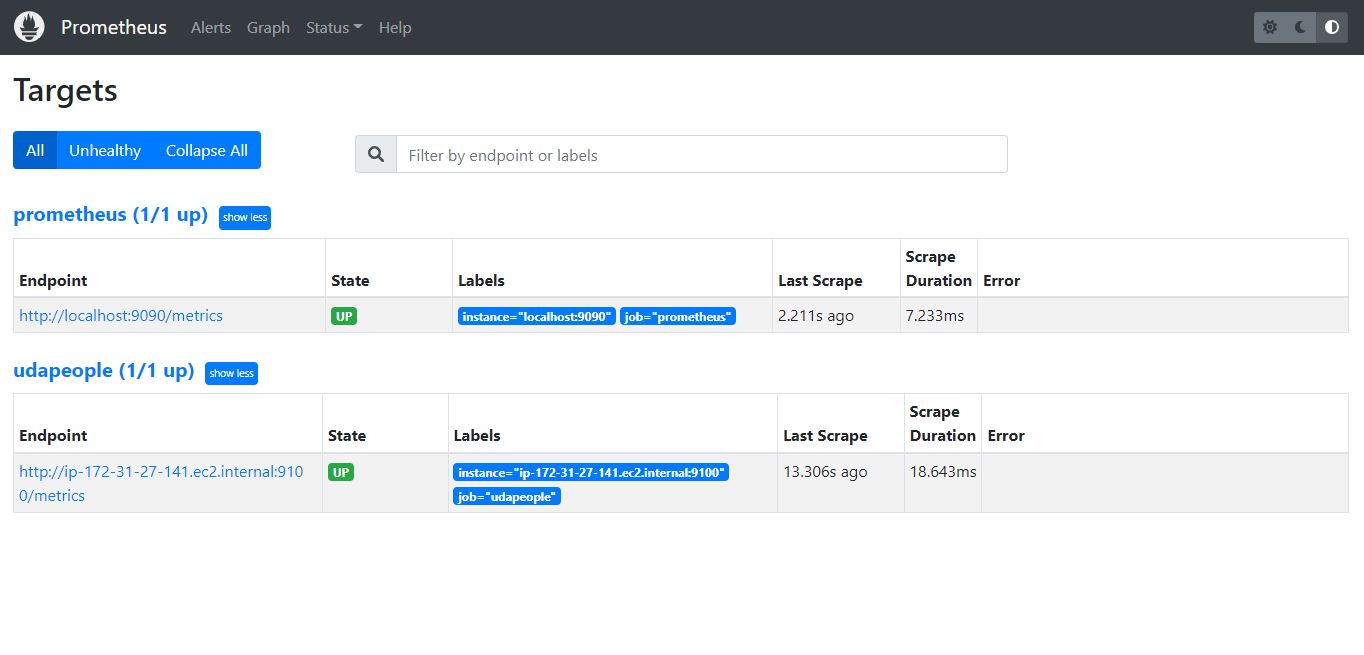 Prometheus Alerts Graph Status Help
Targets
All Unhealthy Collapse All
Filter by endpoint or labels
prometheus (1/1 up) show less
Endpoint State Labels Last Scrape Scrape Duration Error
http://localhost:9090/metrics UP instance="localhost:9090" job="prometheus" 2.211s ago 7.233ms
udapeople (1/1 up) show less
Endpoint State Labels Last Scrape Scrape Duration Error
http://ip-172-31-27-141.ec2.internal:910 UP instance="ip-172-31-27-141.ec2.internal:9100" 13.306s ago 18.643ms
0/metrics job="udapeople"